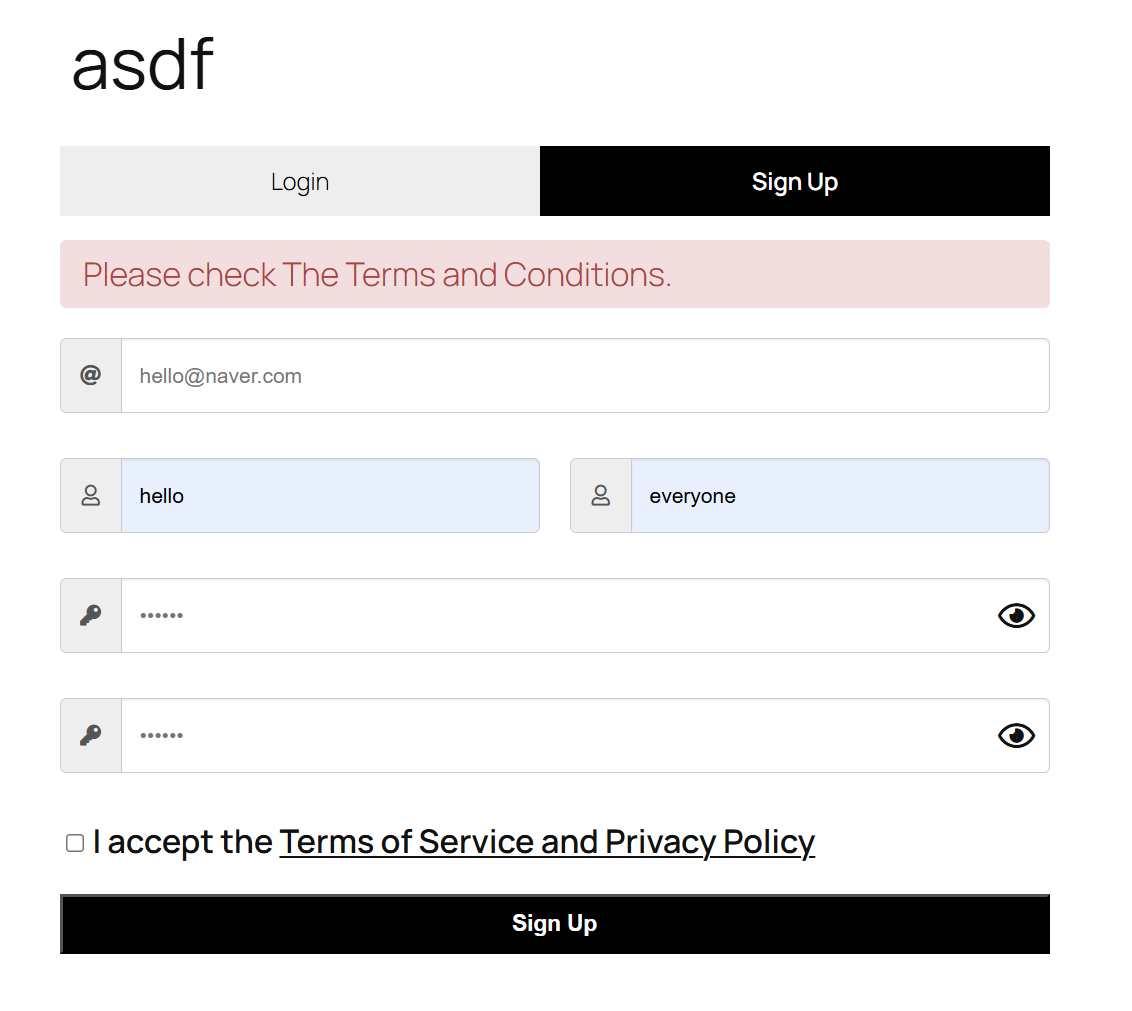 asdf
Login
Sign Up
Please check The Terms and Conditions.
@
hello@naver.com
hello
everyone
••••••
••••••
I accept the Terms of Service and Privacy Policy
Sign Up